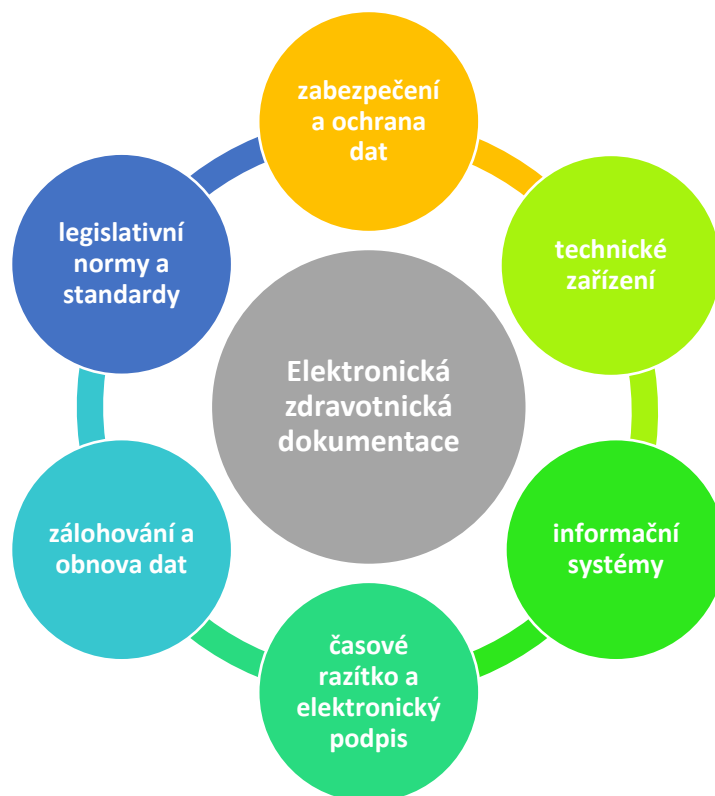 zabezpečení
a ochrana
dat
technické
zařízení
informační
systémy
časové
razítko a
elektronický
podpis
zálohování a
obnova dat
legislativní
normy a
standardy
Elektronická
zdravotnická
dokumentace